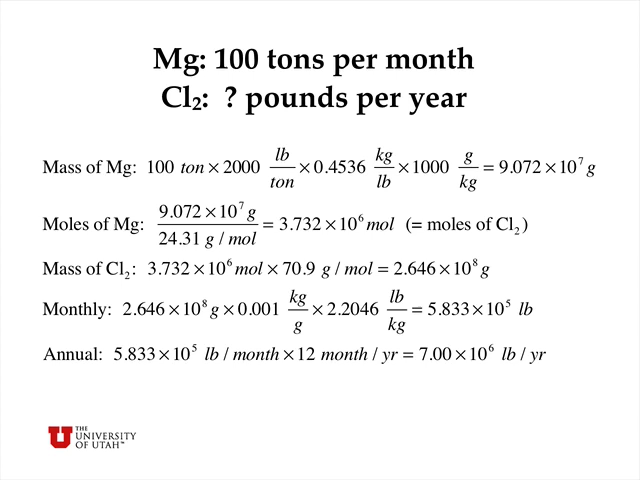 Mg: 100 tons per month
Cl₂: ? pounds per year
Mass of Mg: 100 ton × 2000 lb/ton × 0.4536 kg/lb × 1000 g/kg = 9.072 × 10⁷ g
Moles of Mg: 9.072 × 10⁷ g / 24.31 g / mol = 3.732 × 10⁶ mol (= moles of Cl₂)
Mass of Cl₂: 3.732 × 10⁶ mol × 70.9 g / mol = 2.646 × 10⁸ g
Monthly: 2.646 × 10⁸ g × 0.001 kg/g × 2.2046 lb/kg = 5.833 × 10⁵ lb
Annual: 5.833 × 10⁵ lb / month × 12 month / yr = 7.00 × 10⁶ lb / yr
U THE
UNIVERSITY
OF UTAH™